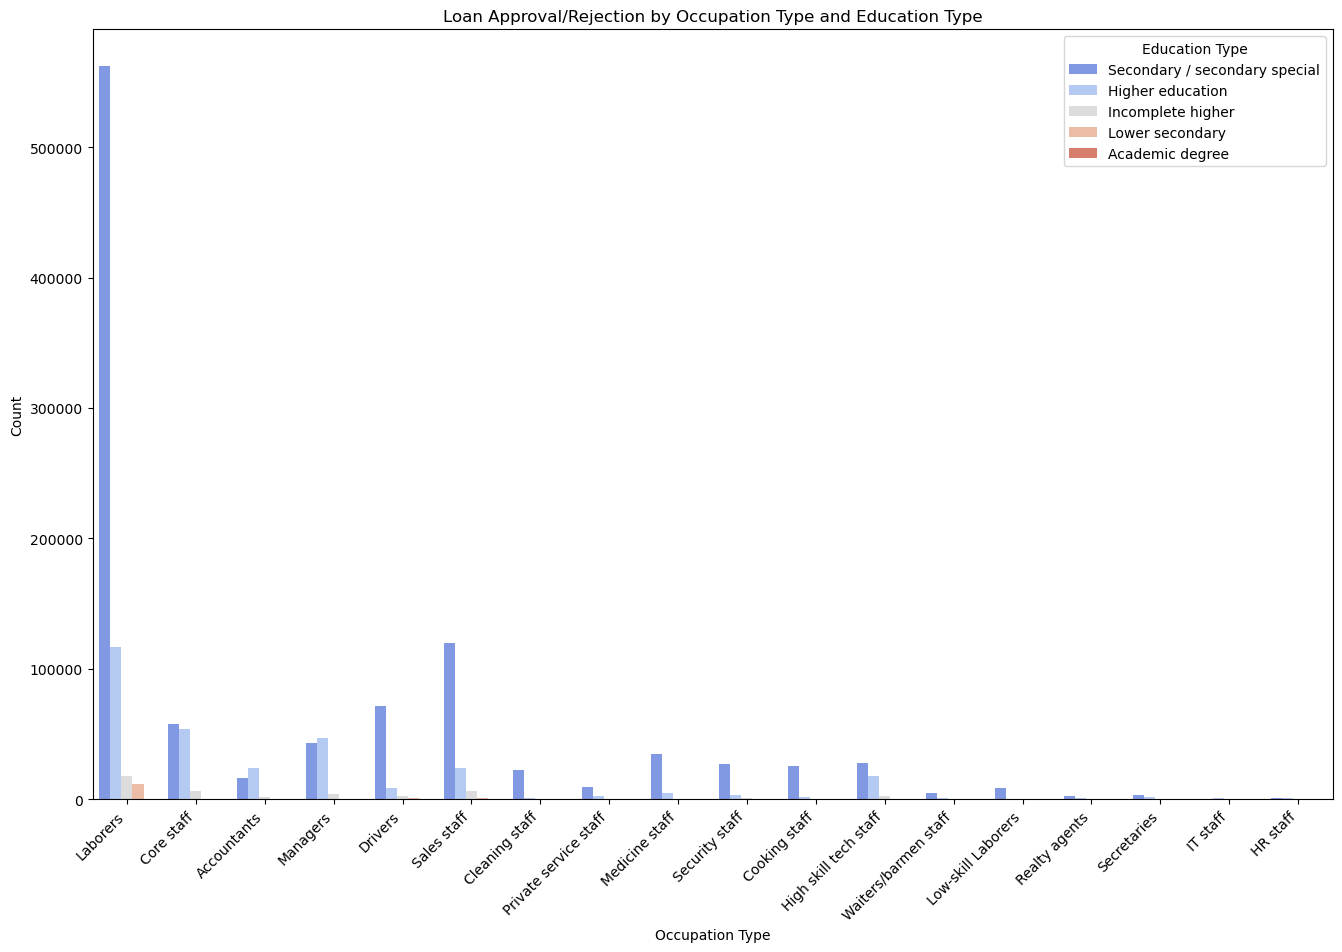 Loan Approval/Rejection by Occupation Type and Education Type
Education Type
Secondary / secondary special
Higher education
Incomplete higher
Lower secondary
Academic degree
500000
400000
300000
200000
100000
0
Count
Laborers
Core staff
Accountants
Managers
Drivers
Sales staff
Cleaning staff
Private service staff
Medicine staff
Security staff
Cooking staff
High skill tech staff
Waiters/barmen staff
Low-skill Laborers
Realty agents
Secretaries
IT staff
HR staff
Occupation Type